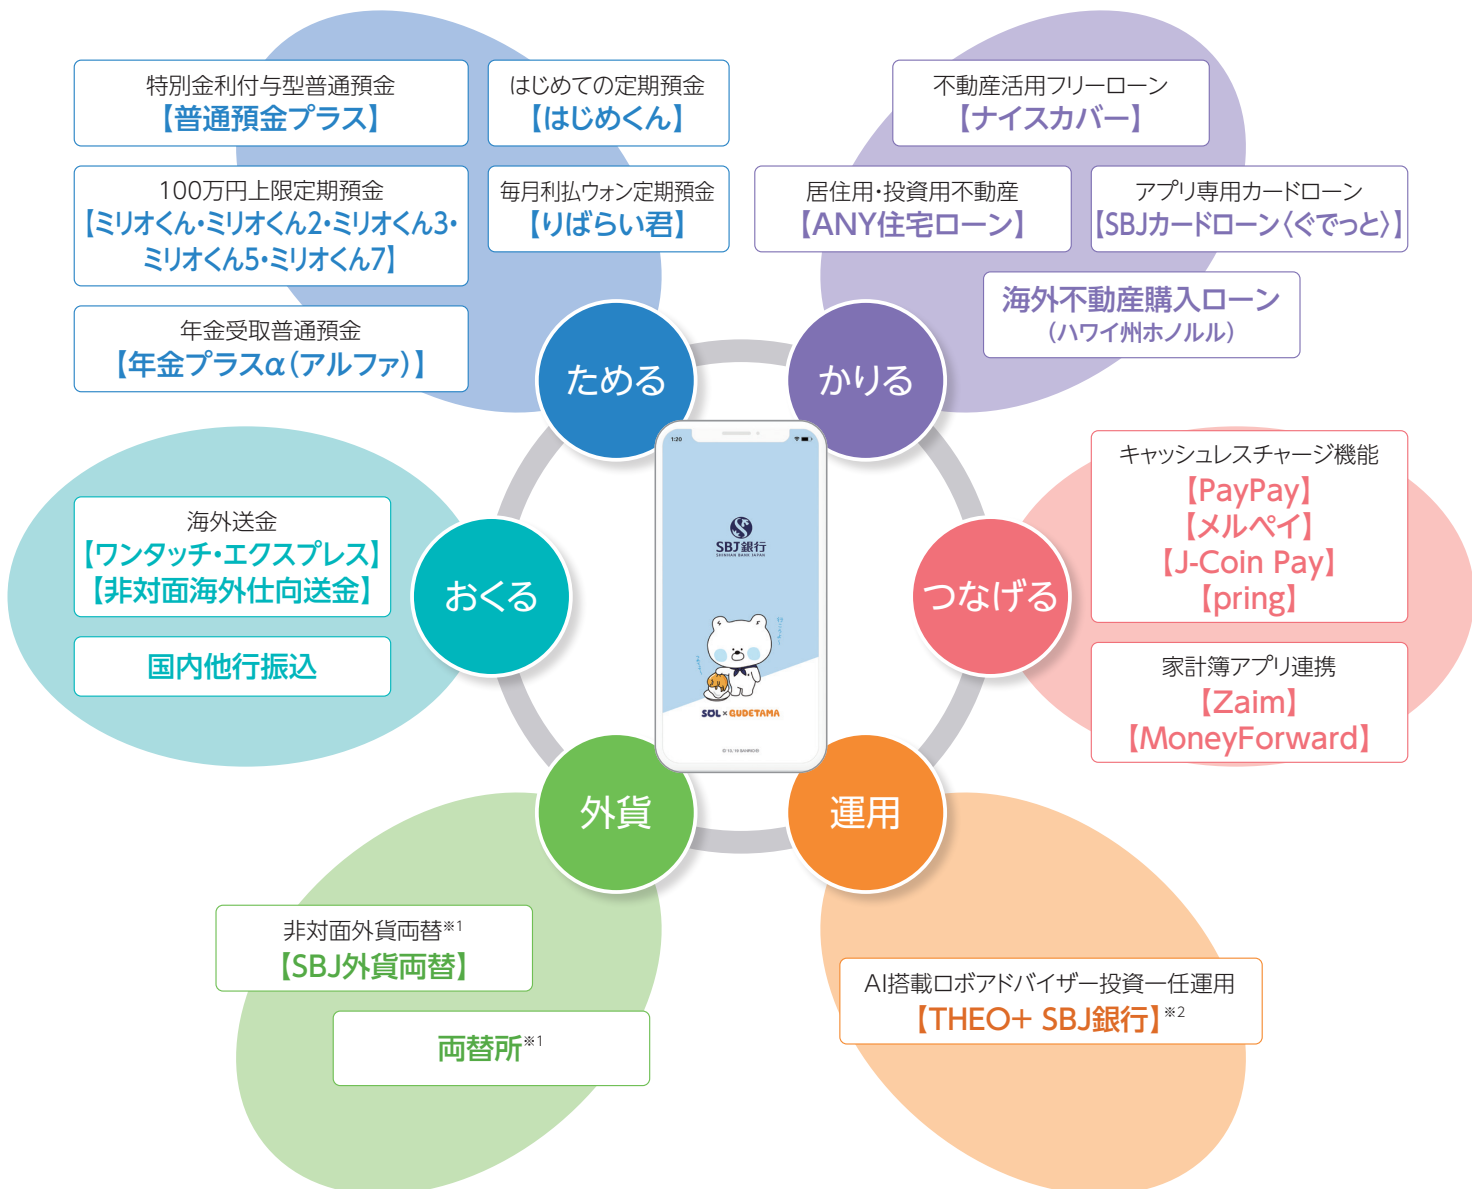 特別金利付与型普通預金
【普通預金プラス】
はじめての定期預金
【はじめくん】
100万円上限定期預金
【ミリオくん・ミリオくん2・ミリオくん3・
ミリオくん5・ミリオくん7】
毎月利払ウォン定期預金
【りばらい君】
年金受取普通預金
【年金プラスα(アルファ)】
ためる
不動産活用フリーローン
【ナイスカバー】
居住用・投資用不動産
【ANY住宅ローン】
アプリ専用カードローン
【SBJカードローン〈ぐでっと〉】
海外不動産購入ローン
(ハワイ州ホノルル)
かりる
海外送金
【ワンタッチ・エクスプレス】
【非対面海外仕向送金】
国内他行振込
おくる
1:20
SBJ銀行
SHINHAN BANK JAPAN
SOL × GUDETAMA
つなげる
キャッシュレスチャージ機能
【PayPay】
【メルペイ】
【J-Coin Pay】
【pring】
家計簿アプリ連携
【Zaim】
【MoneyForward】
外貨
非対面外貨両替※1
【SBJ外貨両替】
両替所※1
運用
AI搭載ロボアドバイザー投資一任運用
【THEO+ SBJ銀行】※2